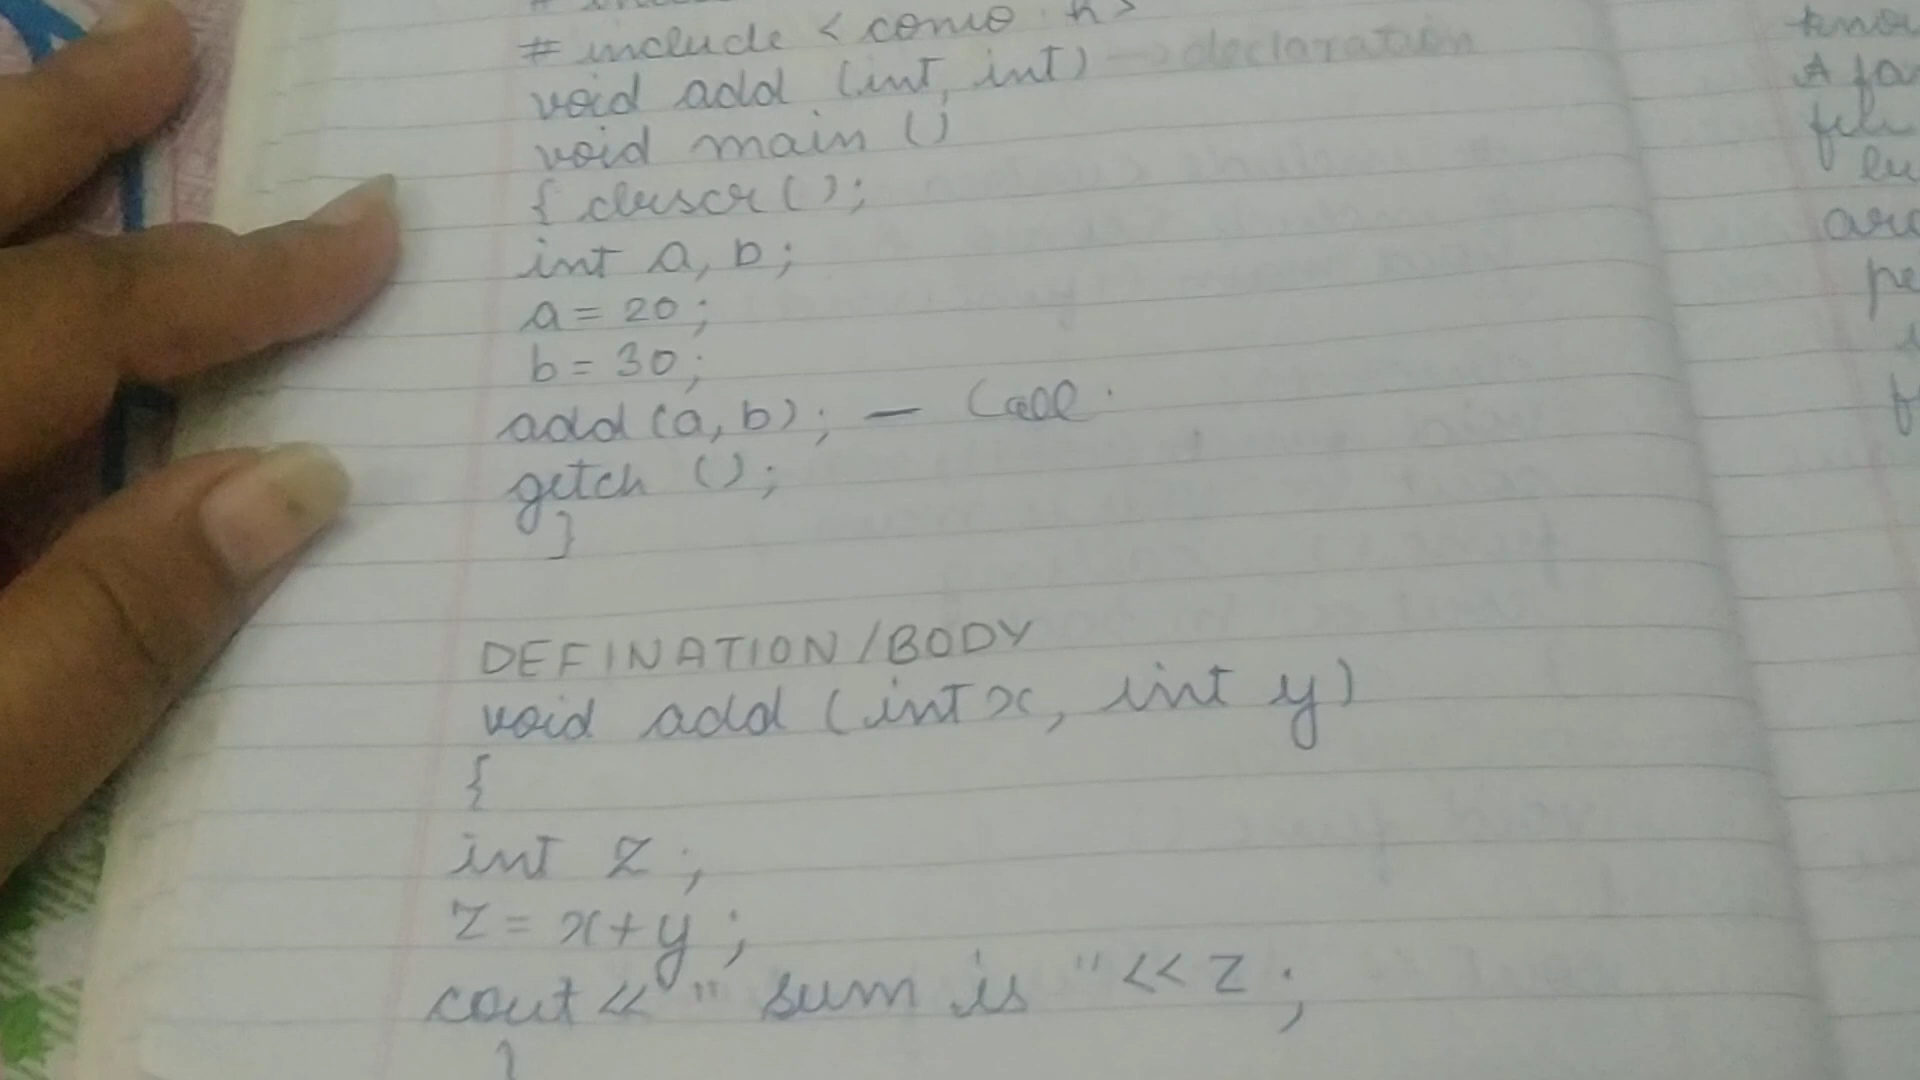 # include < conio . h >
void add (int, int) → declaration
void main ()
{ clrscr ( ) ;
int a, b ;
a = 20 ;
b = 30 ;
add (a, b) ; — Call .
getch () ;
}
DEFINATION / BODY
void add ( int x, int y )
{
int z ;
z = x + y ;
cout << " sum is " << z ;
}
A
are